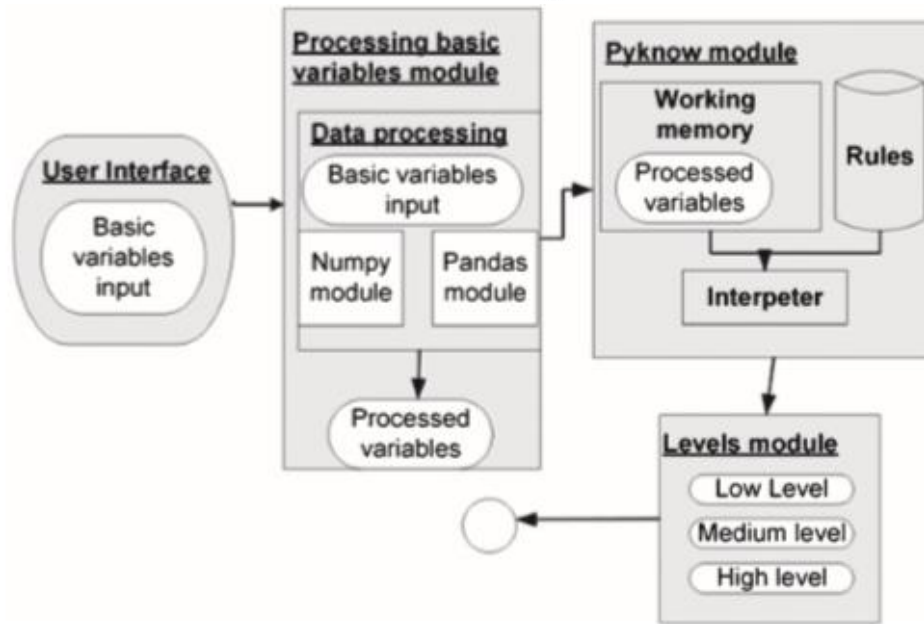 User Interface
Basic
variables
input
Processing basic
variables module
Data processing
Basic variables
input
Numpy
module
Pandas
module
Processed
variables
Pyknow module
Working
memory
Processed
variables
Rules
Interpeter
Levels module
Low Level
Medium level
High level